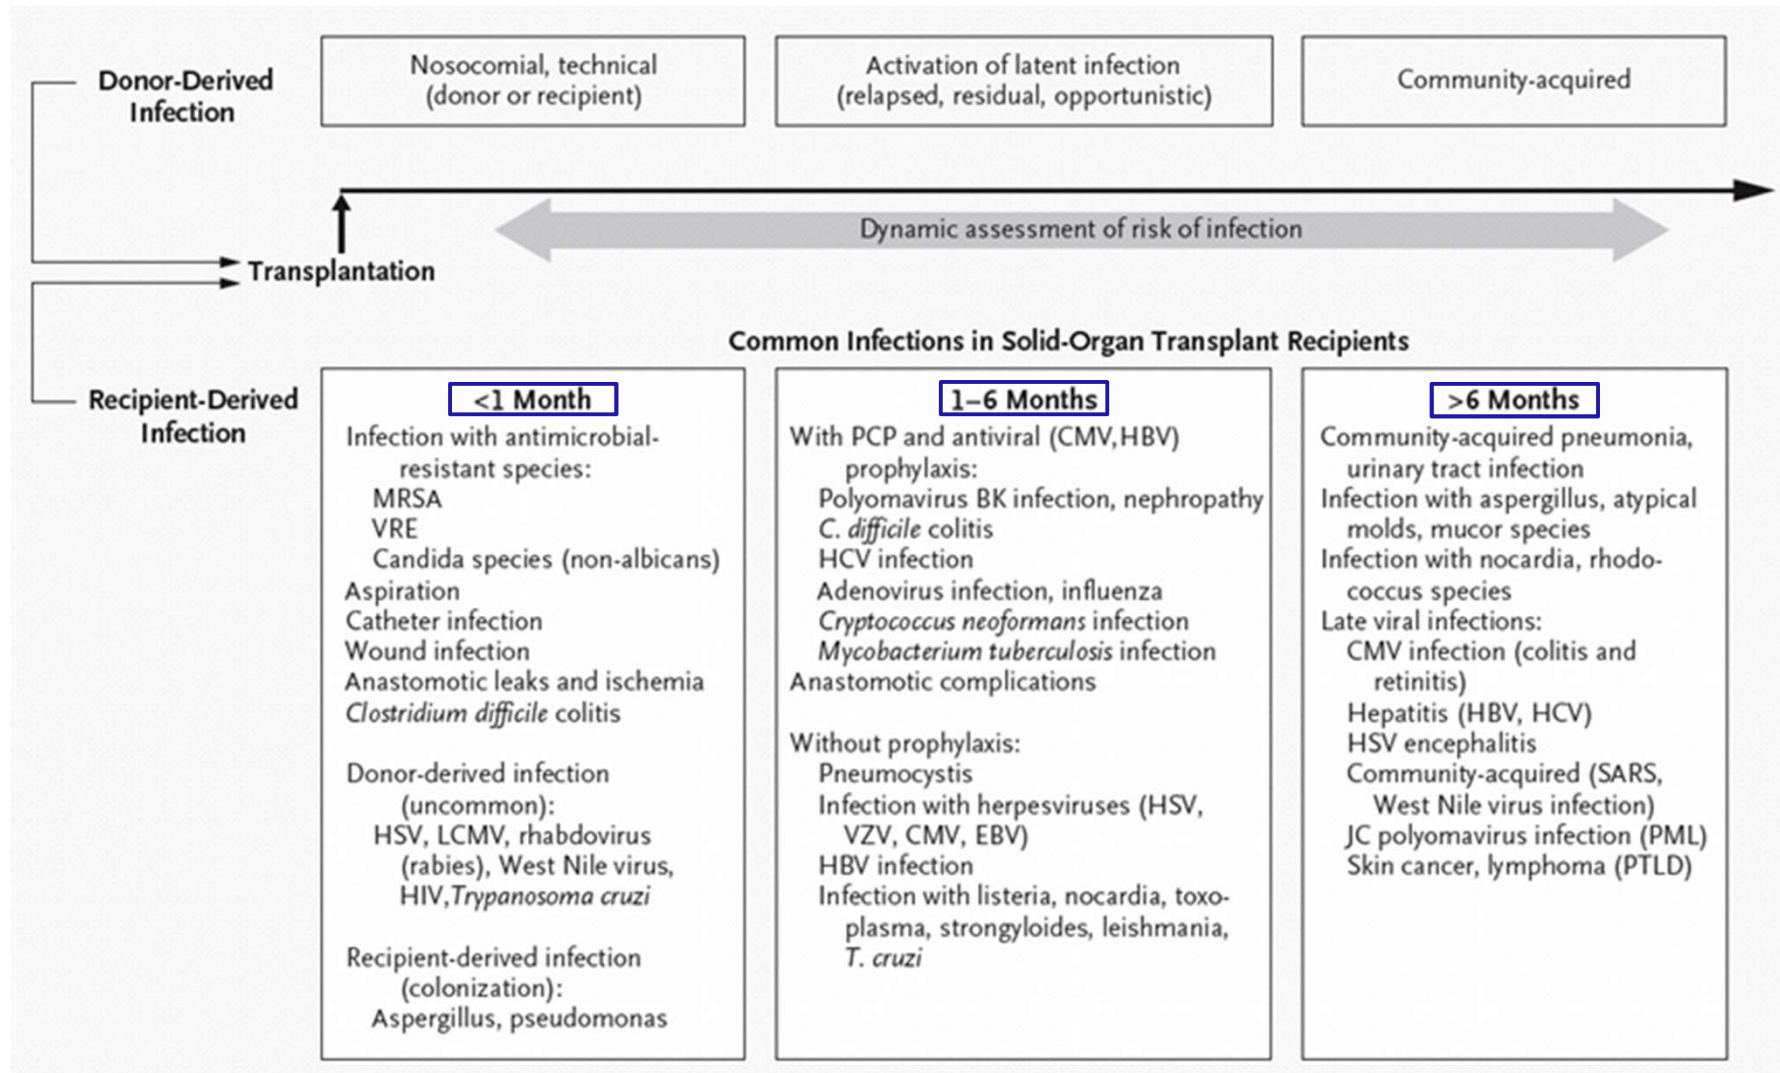 Donor-Derived
Infection
Nosocomial, technical
(donor or recipient)
Activation of latent infection
(relapsed, residual, opportunistic)
Community-acquired
Dynamic assessment of risk of infection
Transplantation
Common Infections in Solid-Organ Transplant Recipients
Recipient-Derived
Infection
<1 Month
Infection with antimicrobial-
resistant species:
MRSA
VRE
Candida species (non-albicans)
Aspiration
Catheter infection
Wound infection
Anastomotic leaks and ischemia
Clostridium difficile colitis
Donor-derived infection
(uncommon):
HSV, LCMV, rhabdovirus
(rabies), West Nile virus,
HIV,Trypanosoma cruzi
Recipient-derived infection
(colonization):
Aspergillus, pseudomonas
1–6 Months
With PCP and antiviral (CMV,HBV)
prophylaxis:
Polyomavirus BK infection, nephropathy
C. difficile colitis
HCV infection
Adenovirus infection, influenza
Cryptococcus neoformans infection
Mycobacterium tuberculosis infection
Anastomotic complications
Without prophylaxis:
Pneumocystis
Infection with herpesviruses (HSV,
VZV, CMV, EBV)
HBV infection
Infection with listeria, nocardia, toxo-
plasma, strongyloides, leishmania,
T. cruzi
>6 Months
Community-acquired pneumonia,
urinary tract infection
Infection with aspergillus, atypical
molds, mucor species
Infection with nocardia, rhodo-
coccus species
Late viral infections:
CMV infection (colitis and
retinitis)
Hepatitis (HBV, HCV)
HSV encephalitis
Community-acquired (SARS,
West Nile virus infection)
JC polyomavirus infection (PML)
Skin cancer, lymphoma (PTLD)